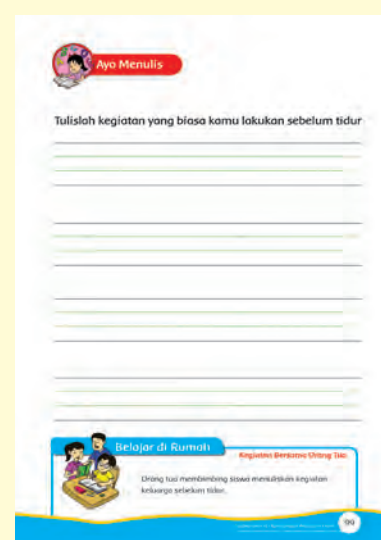 Ayo Menulis
Tulislah kegiatan yang biasa kamu lakukan sebelum tidur
Belajar di Rumah
Kegiatan Bersama Orang Tua
Orang tua membimbing siswa menuliskan kegiatan
keluarga sebelum tidur.
99